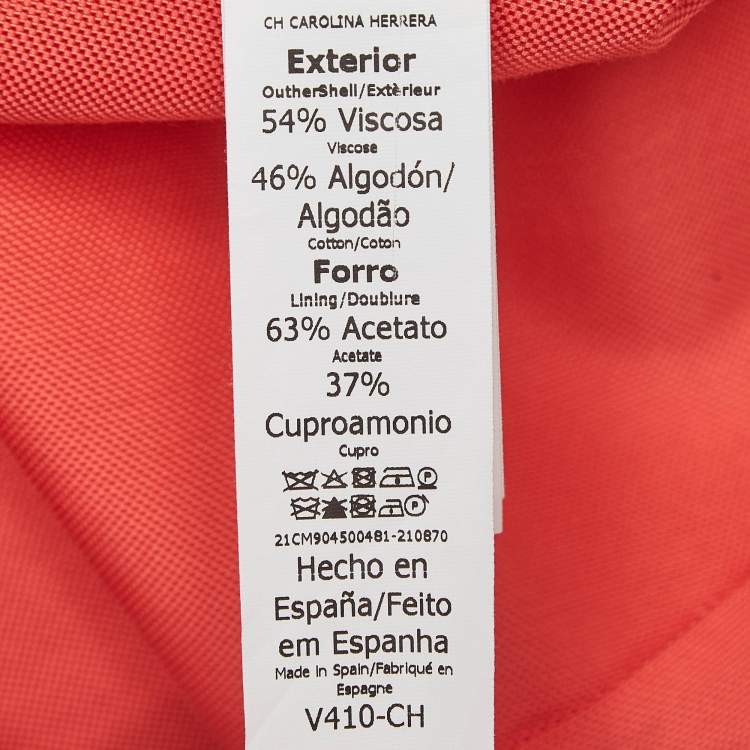 CH CAROLINA HERRERA
Exterior
OutherShell/Extèrleur
54% Viscosa
Viscose
46% Algodón/
Algodão
Cotton/Coton
Forro
Lining/Doublure
63% Acetato
Acetate
37%
Cuproamonio
Cupro
21CM904500481-210870
Hecho en
España/Feito
em Espanha
Made in Spain/Fabriqué en
Espagne
V410-CH